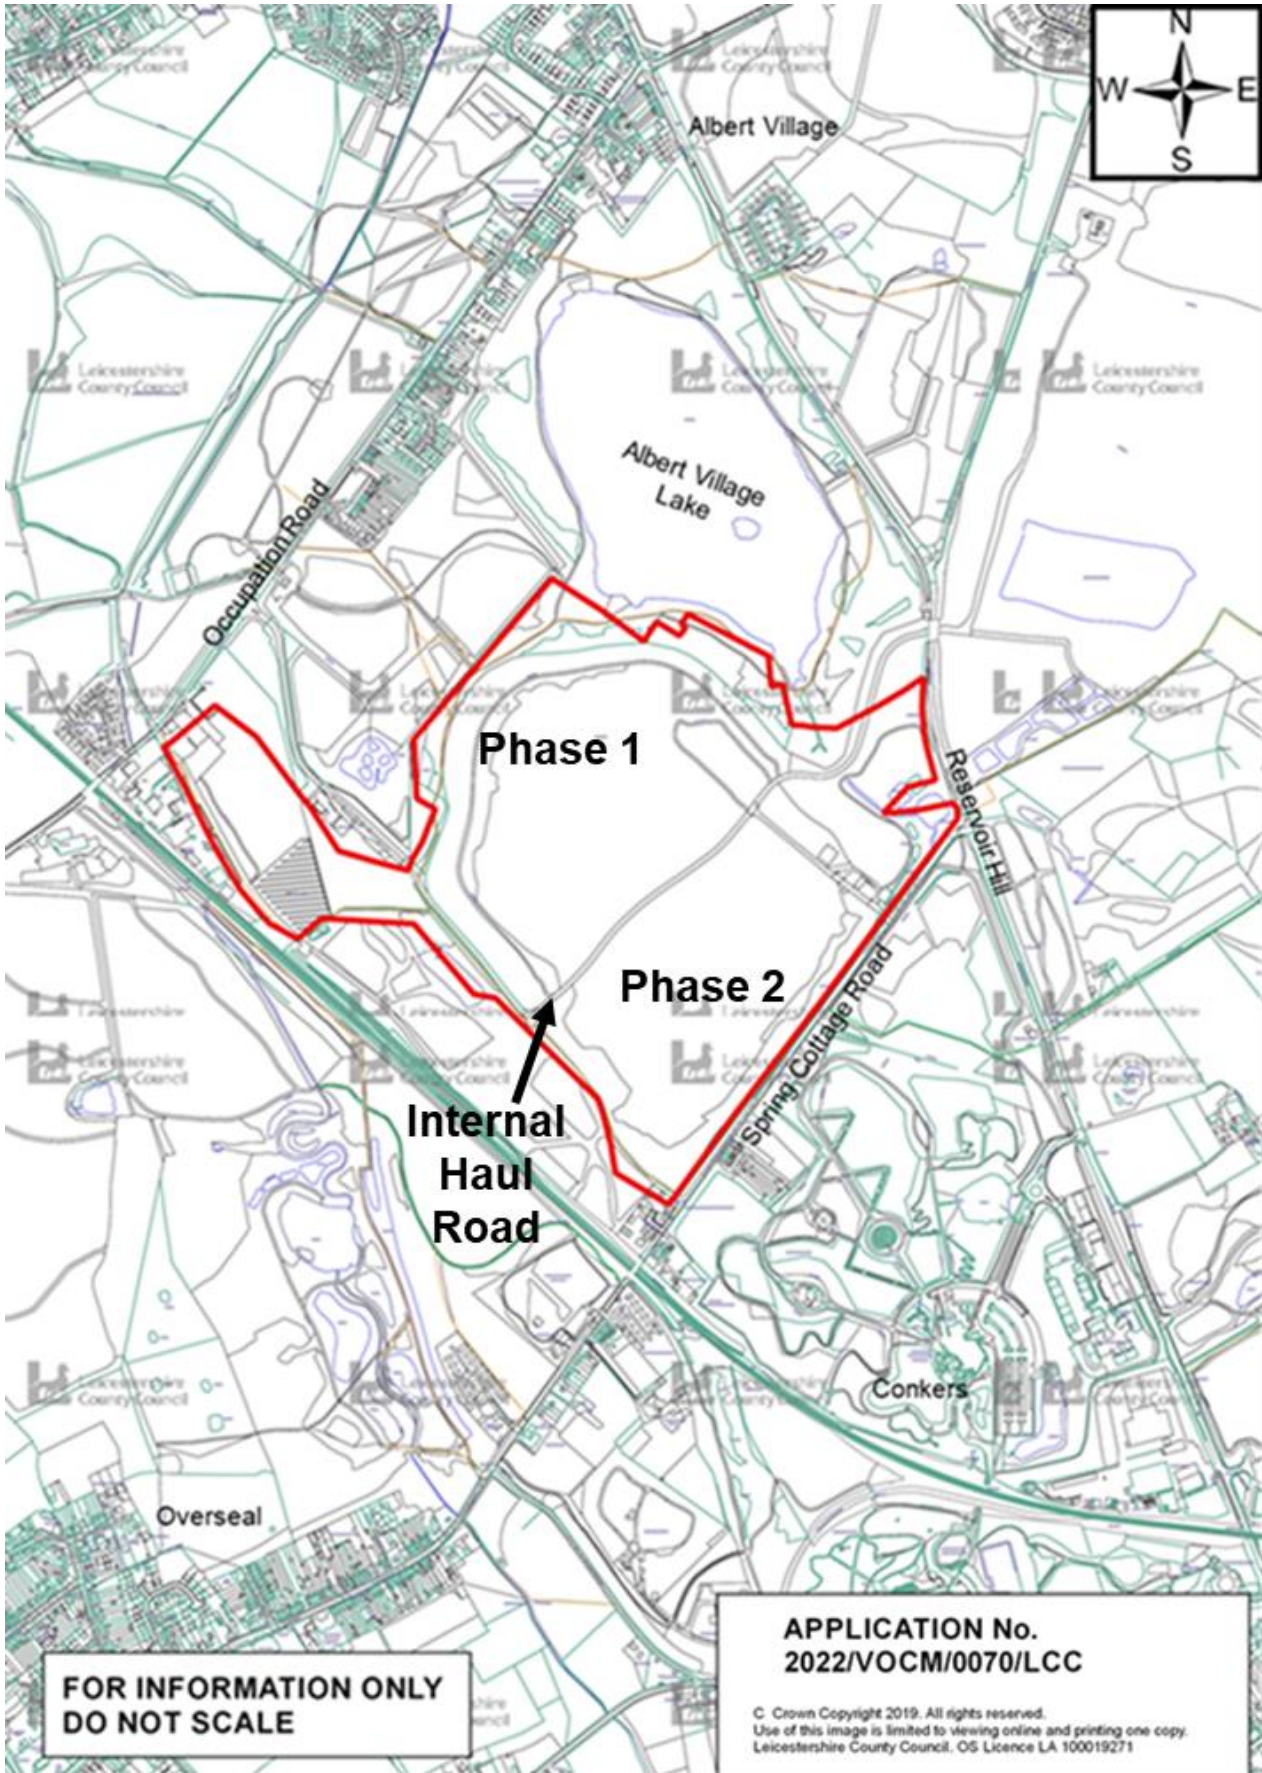 N
W E
S
Albert Village
Albert Village
Lake
Occupation Road
Phase 1
Reservoir Hill
Phase 2
Spring Cottage Road
Internal
Haul
Road
Conkers
Overseal
Leicestershire
County Council
APPLICATION No.
2022/VOCM/0070/LCC
FOR INFORMATION ONLY
DO NOT SCALE
C Crown Copyright 2019. All rights reserved.
Use of this image is limited to viewing online and printing one copy.
Leicestershire County Council. OS Licence LA 100019271